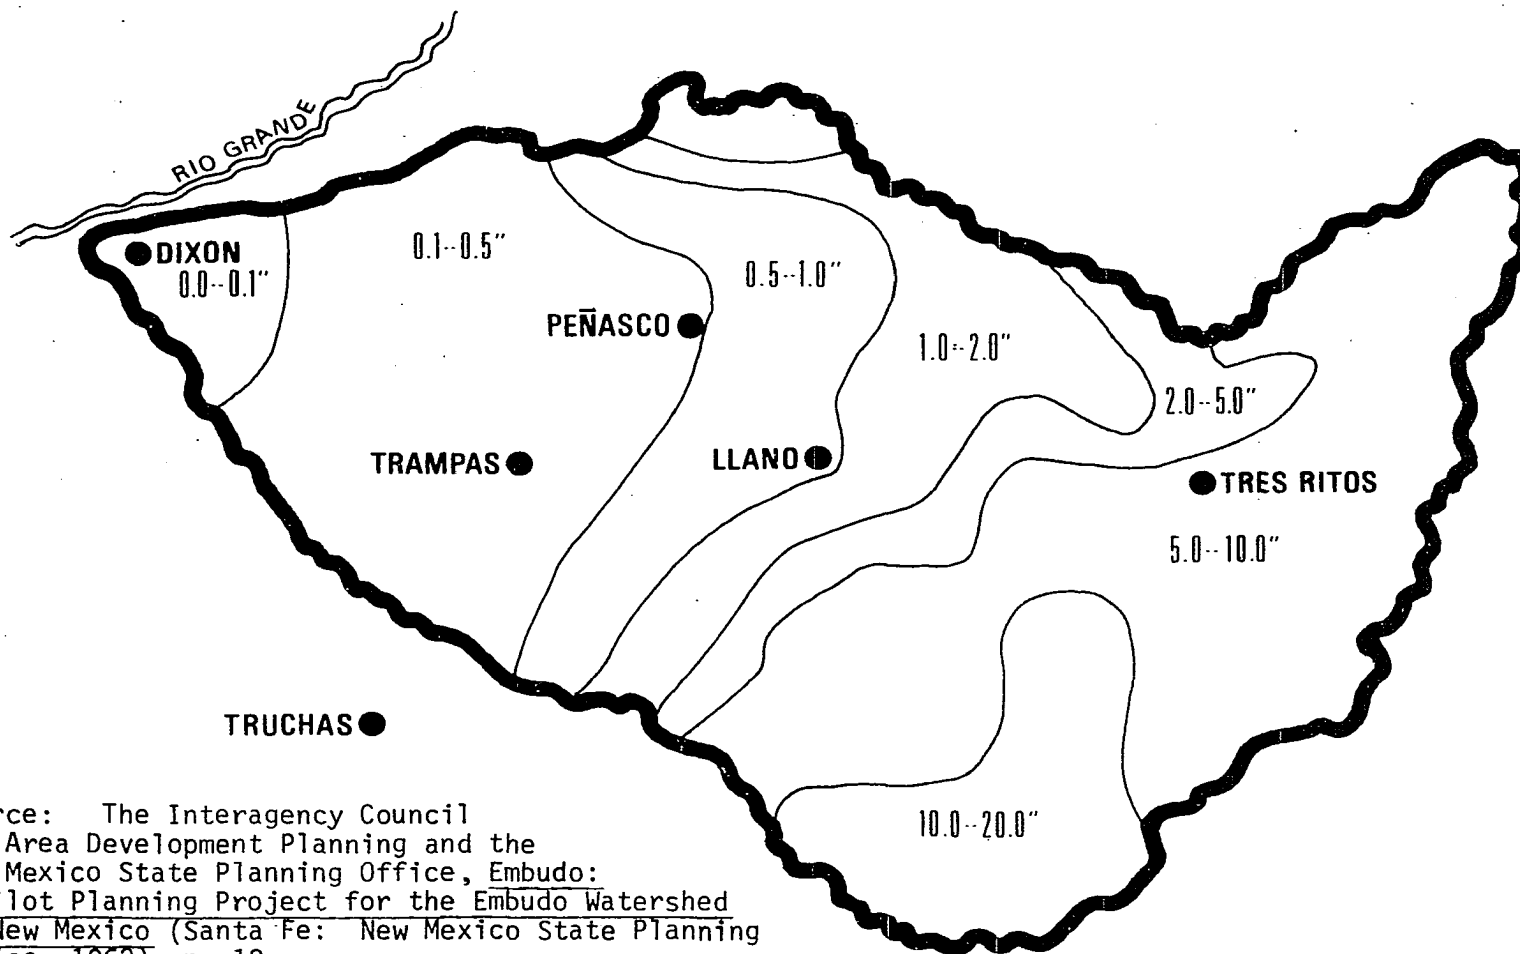 RIO GRANDE
DIXON
0.0--0.1"
0.1--0.5"
0.5--1.0"
PEÑASCO
1.0--2.0"
2.0--5.0"
TRAMPAS
LLANO
TRES RITOS
5.0--10.0"
TRUCHAS
10.0--20.0"
rce: The Interagency Council
Area Development Planning and the
Mexico State Planning Office, Embudo:
lot Planning Project for the Embudo Watershed
New Mexico (Santa Fe: New Mexico State Planning